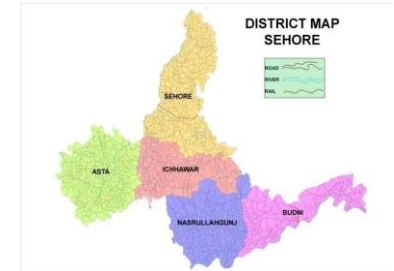 DISTRICT MAP
SEHORE
ROAD
RIVER
RAIL
SEHORE
ASTA
ICHHAWAR
NASRULLAHGUNJ
BUDNI